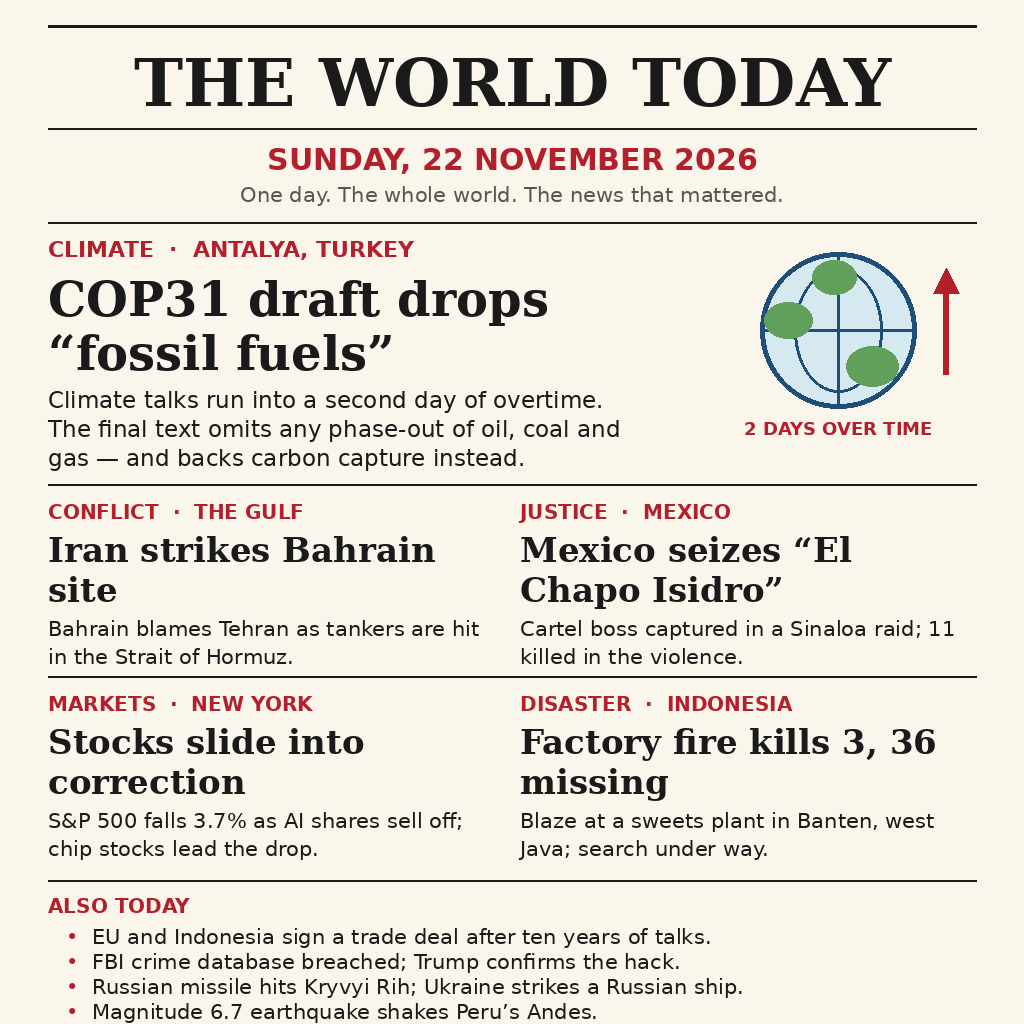 THE WORLD TODAY
SUNDAY, 22 NOVEMBER 2026
One day. The whole world. The news that mattered.
CLIMATE · ANTALYA, TURKEY
COP31 draft drops
“fossil fuels”
Climate talks run into a second day of overtime.
The final text omits any phase-out of oil, coal and
gas — and backs carbon capture instead.
2 DAYS OVER TIME
CONFLICT · THE GULF
Iran strikes Bahrain
site
Bahrain blames Tehran as tankers are hit
in the Strait of Hormuz.
JUSTICE · MEXICO
Mexico seizes “El
Chapo Isidro”
Cartel boss captured in a Sinaloa raid; 11
killed in the violence.
MARKETS · NEW YORK
Stocks slide into
correction
S&P 500 falls 3.7% as AI shares sell off;
chip stocks lead the drop.
DISASTER · INDONESIA
Factory fire kills 3, 36
missing
Blaze at a sweets plant in Banten, west
Java; search under way.
ALSO TODAY
• EU and Indonesia sign a trade deal after ten years of talks.
• FBI crime database breached; Trump confirms the hack.
• Russian missile hits Kryvyi Rih; Ukraine strikes a Russian ship.
• Magnitude 6.7 earthquake shakes Peru’s Andes.